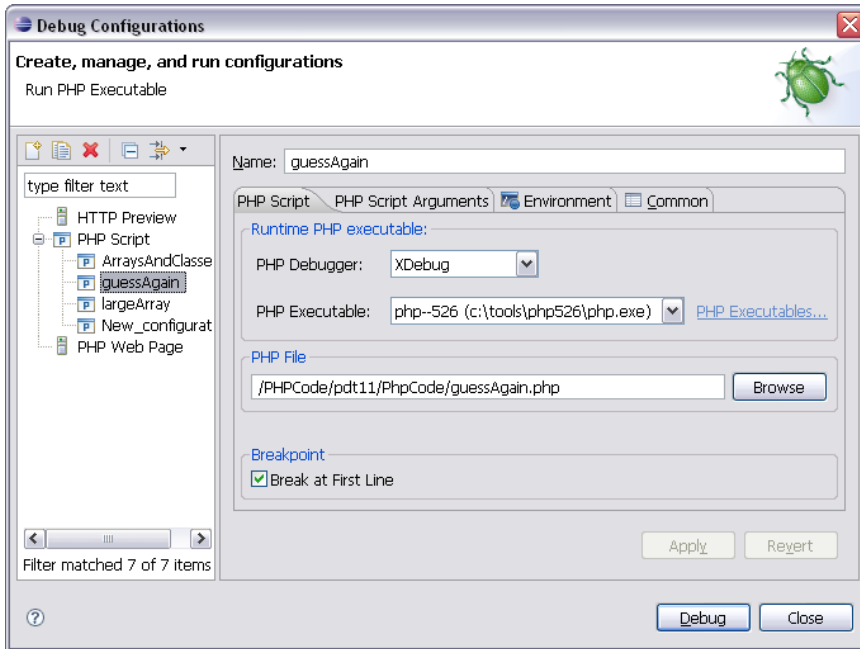 Debug Configurations
Create, manage, and run configurations
Run PHP Executable
type filter text
HTTP Preview
PHP Script
ArraysAndClasse
guessAgain
largeArray
New_configurat
PHP Web Page
Filter matched 7 of 7 items
Name: guessAgain
PHP Script PHP Script Arguments Environment Common
Runtime PHP executable:
PHP Debugger: XDebug
PHP Executable: php--526 (c:\tools\php526\php.exe) PHP Executables...
PHP File
/PHPCode/pdt11/PhpCode/guessAgain.php Browse
Breakpoint
Break at First Line
Apply Revert
? Debug Close